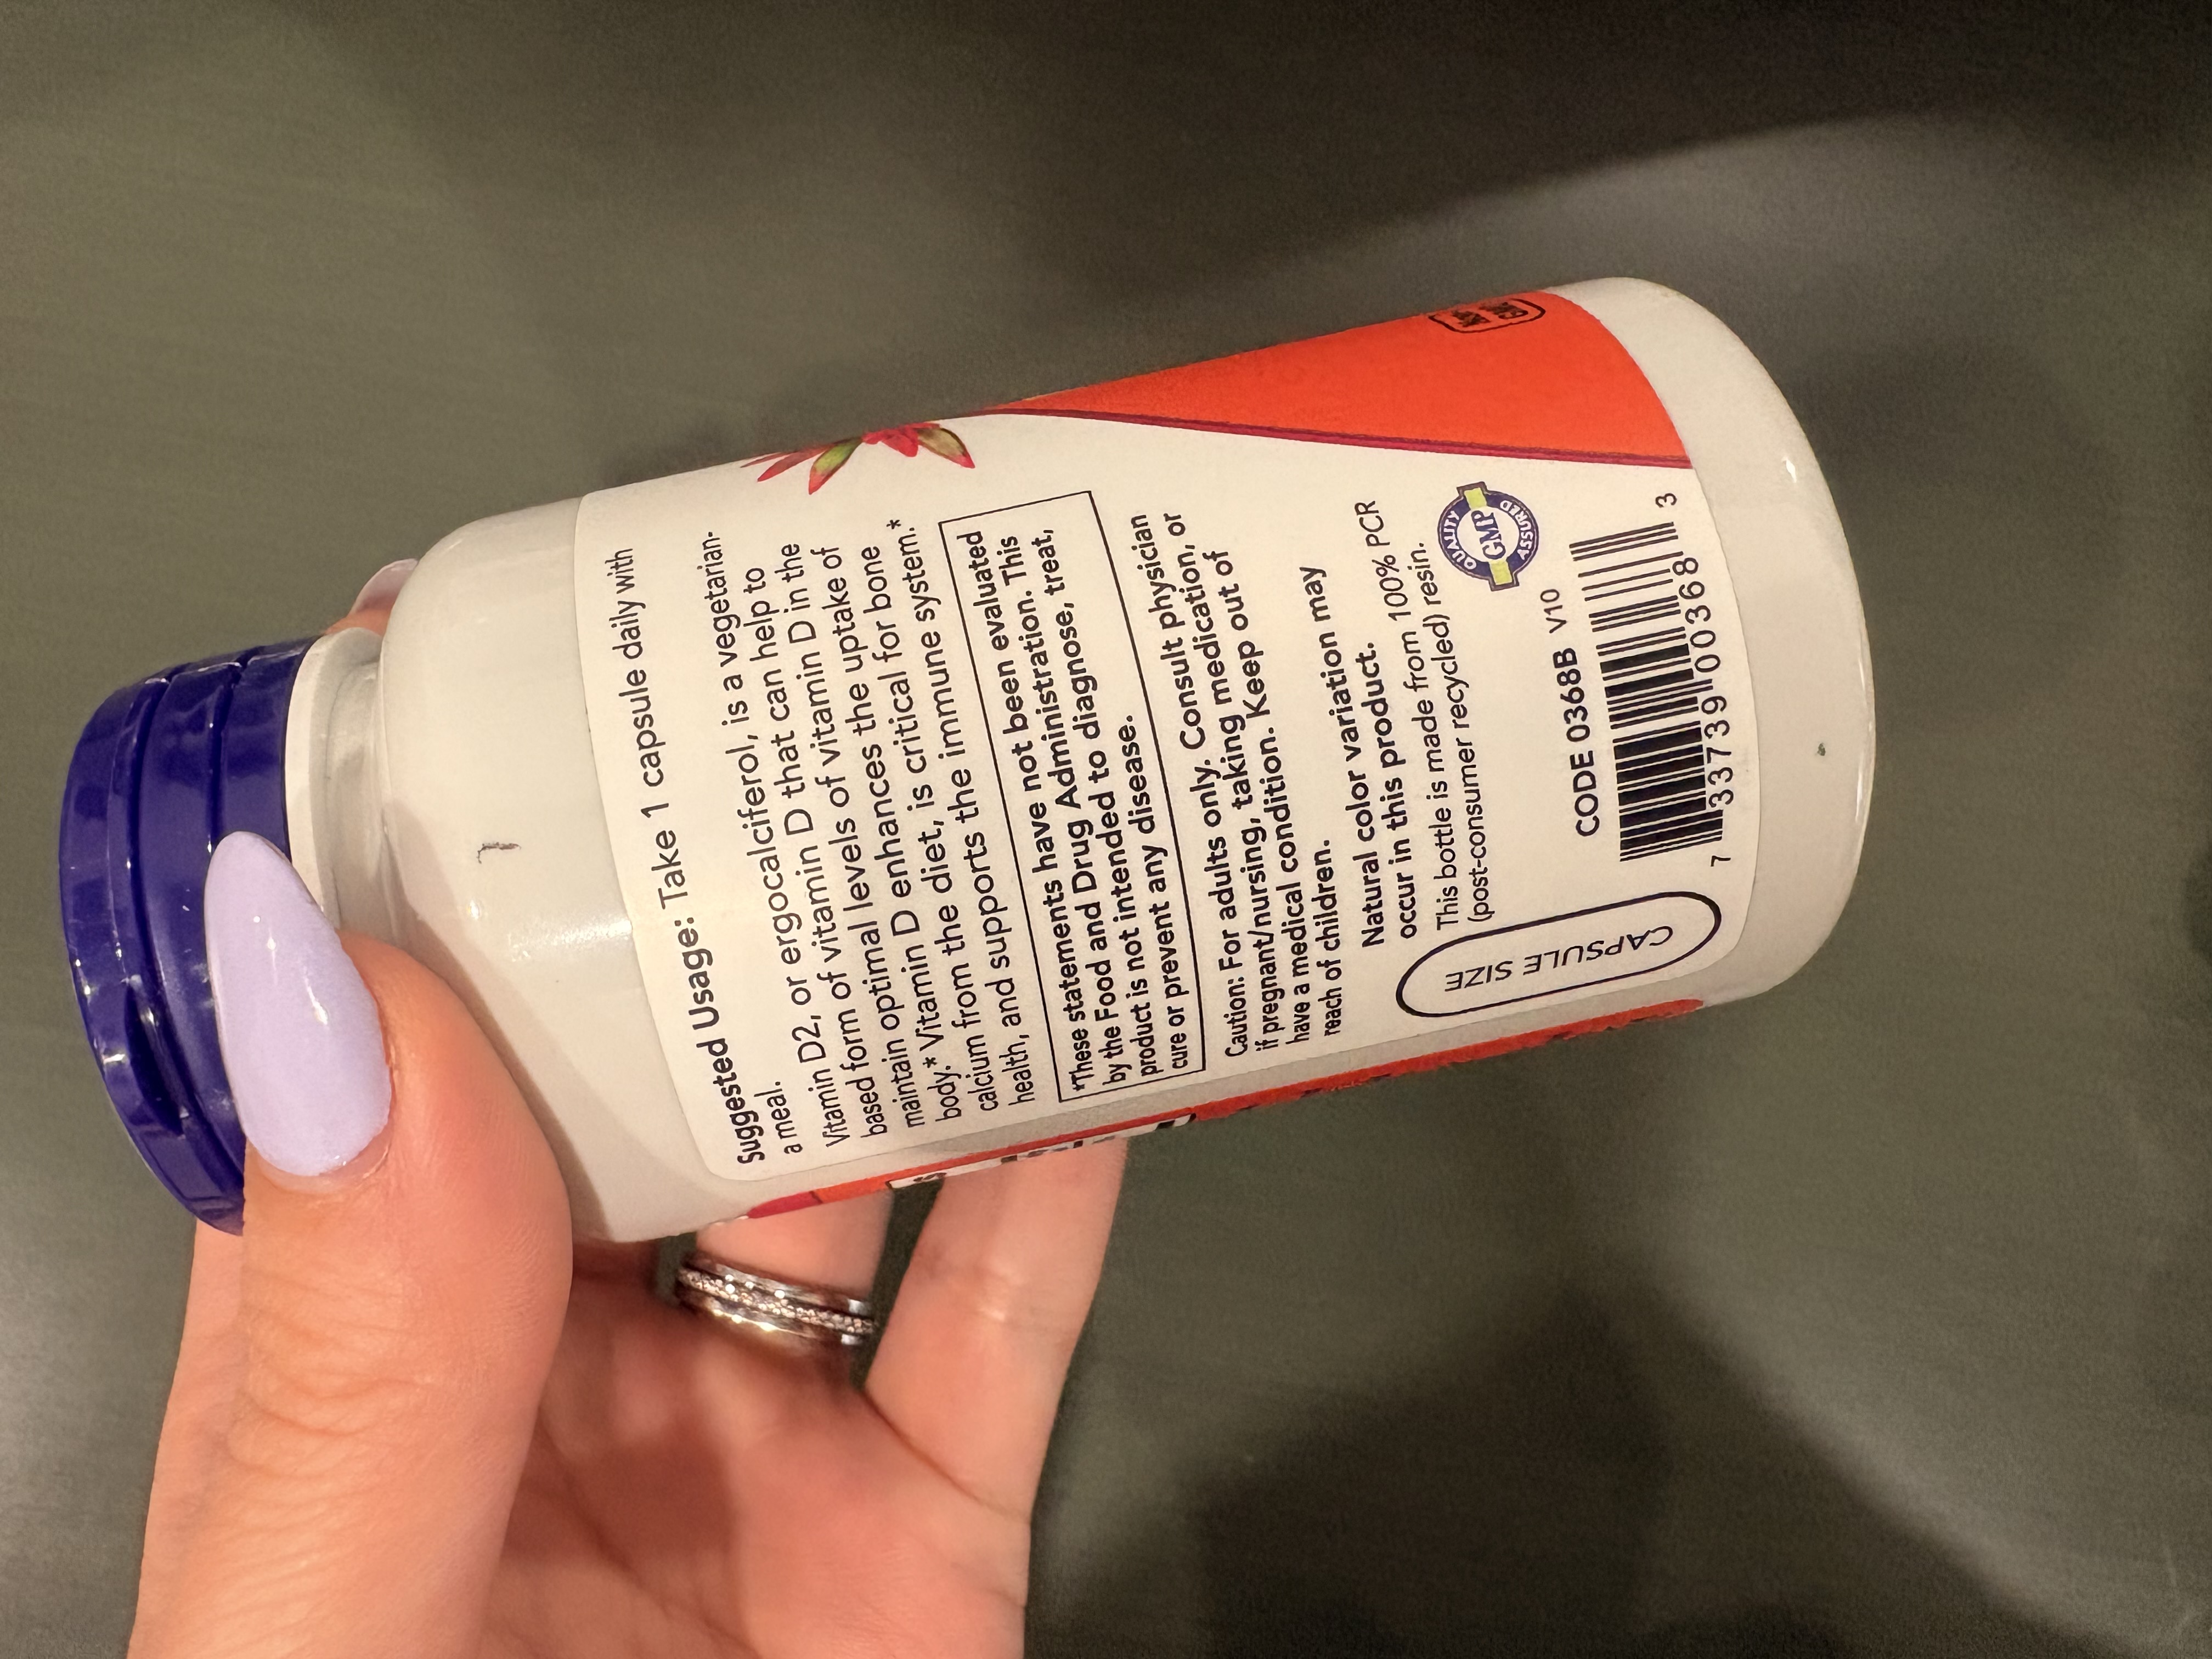 Suggested Usage: Take 1 capsule daily with
a meal.
Vitamin D2, or ergocalciferol, is a vegetarian-
based form of vitamin D that can help to
maintain optimal levels of vitamin D in the
body.* Vitamin D enhances the uptake of
calcium from the diet, is critical for bone
health, and supports the immune system.*
*These statements have not been evaluated
by the Food and Drug Administration. This
product is not intended to diagnose, treat,
cure or prevent any disease.
Caution: For adults only. Consult physician
if pregnant/nursing, taking medication, or
have a medical condition. Keep out of
reach of children.
Natural color variation may
occur in this product.
This bottle is made from 100% PCR
(post-consumer recycled) resin.
QUALITY
GMP
ASSURED
CAPSULE SIZE
CODE 0368B V10
7 33739 00368 3